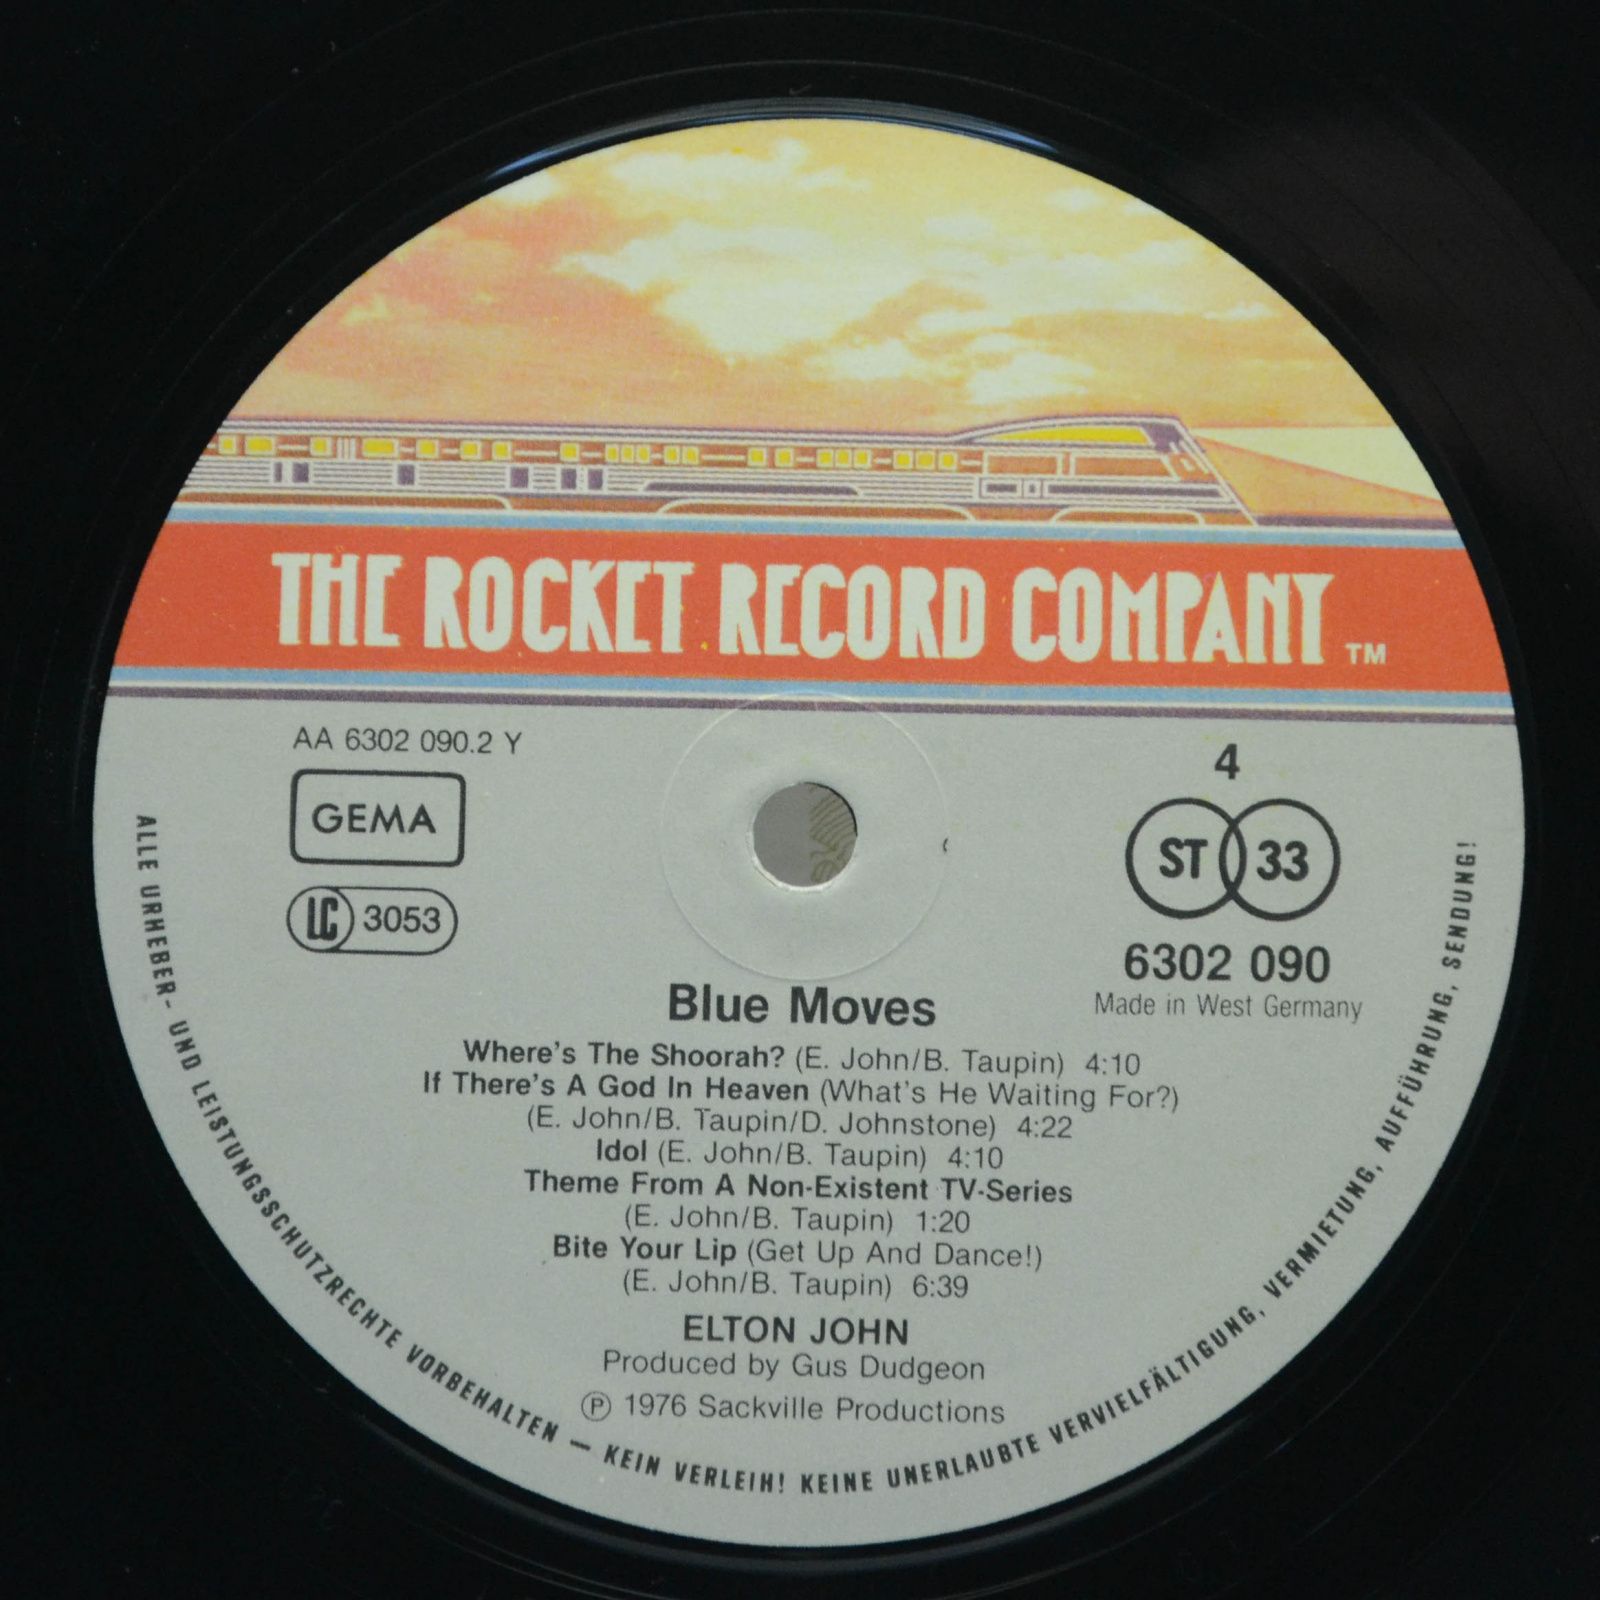 THE ROCKET RECORD COMPANY TM
AA 6302 090.2 Y
GEMA
LC 3053
4
ST 33
6302 090
Made in West Germany
Blue Moves
Where's The Shoorah? (E. John/B. Taupin) 4:10
If There's A God In Heaven (What's He Waiting For?)
(E. John/B. Taupin/D. Johnstone) 4:22
Idol (E. John/B. Taupin) 4:10
Theme From A Non-Existent TV-Series
(E. John/B. Taupin) 1:20
Bite Your Lip (Get Up And Dance!)
(E. John/B. Taupin) 6:39
ELTON JOHN
Produced by Gus Dudgeon
℗ 1976 Sackville Productions
ALLE URHEBER- UND LEISTUNGSSCHUTZRECHTE VORBEHALTEN — KEIN VERLEIH! KEINE UNERLAUBTE VERVIELFÄLTIGUNG, VERMIETUNG, AUFFÜHRUNG, SENDUNG!